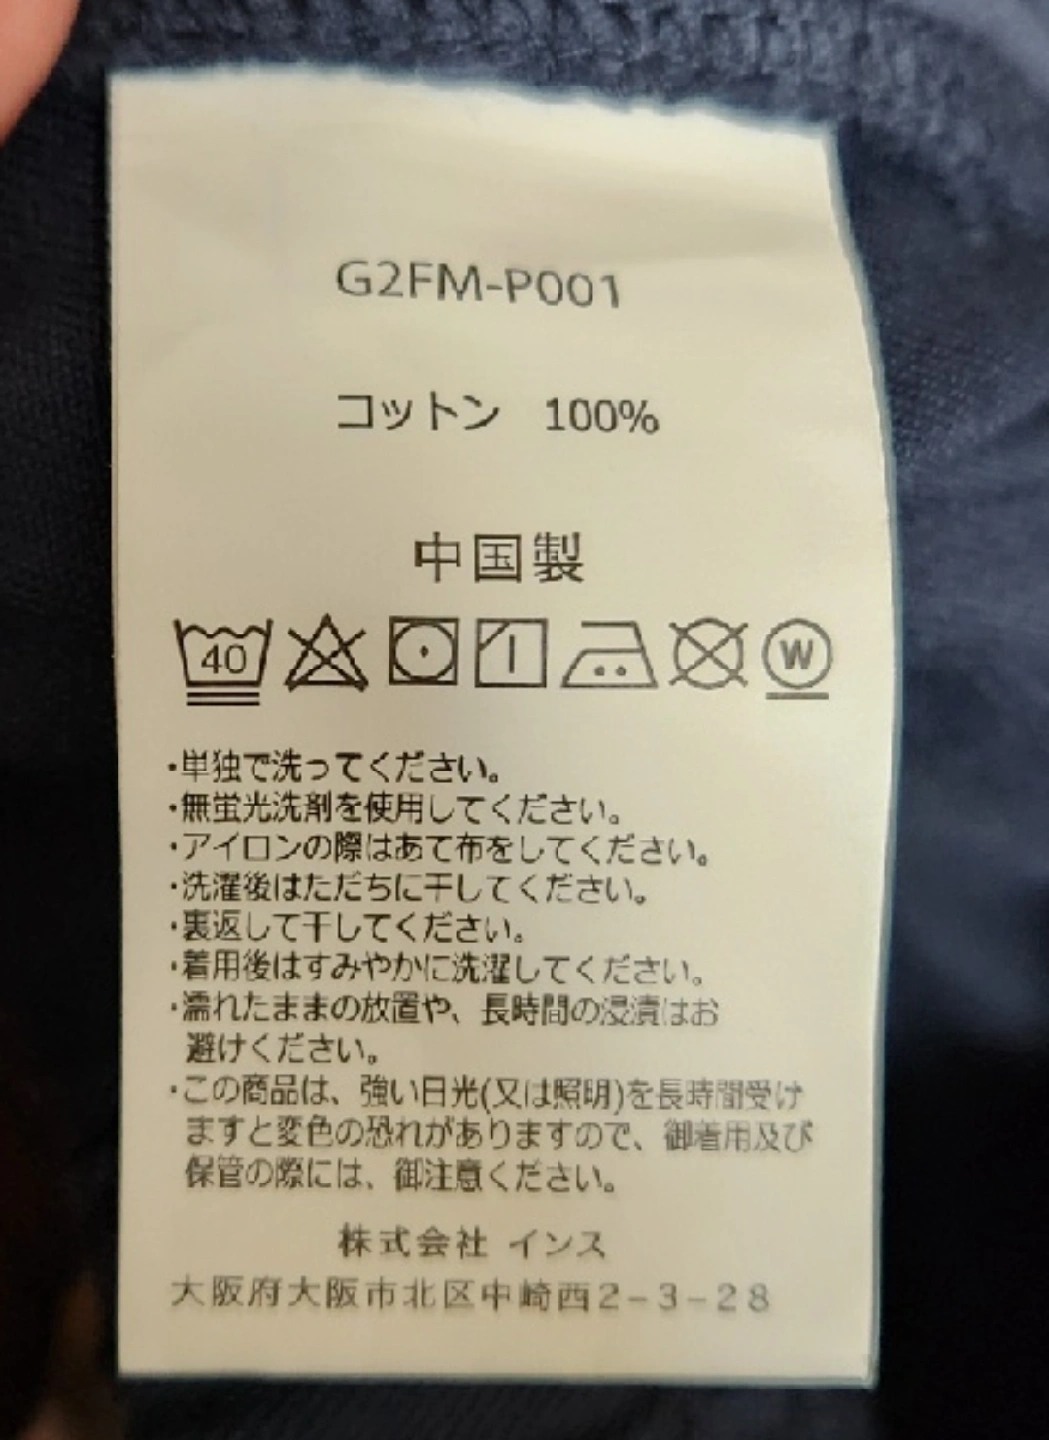 G2FM-P001
コットン 100%
中国製
40 W
・単独で洗ってください。
・無蛍光洗剤を使用してください。
・アイロンの際はあて布をしてください。
・洗濯後はただちに干してください。
・裏返して干してください。
・着用後はすみやかに洗濯してください。
・濡れたままの放置や、長時間の浸漬はお
避けください。
・この商品は、強い日光(又は照明)を長時間受け
ますと変色の恐れがありますので、御着用及び
保管の際には、御注意ください。
株式会社 インス
大阪府大阪市北区中崎西2-3-28